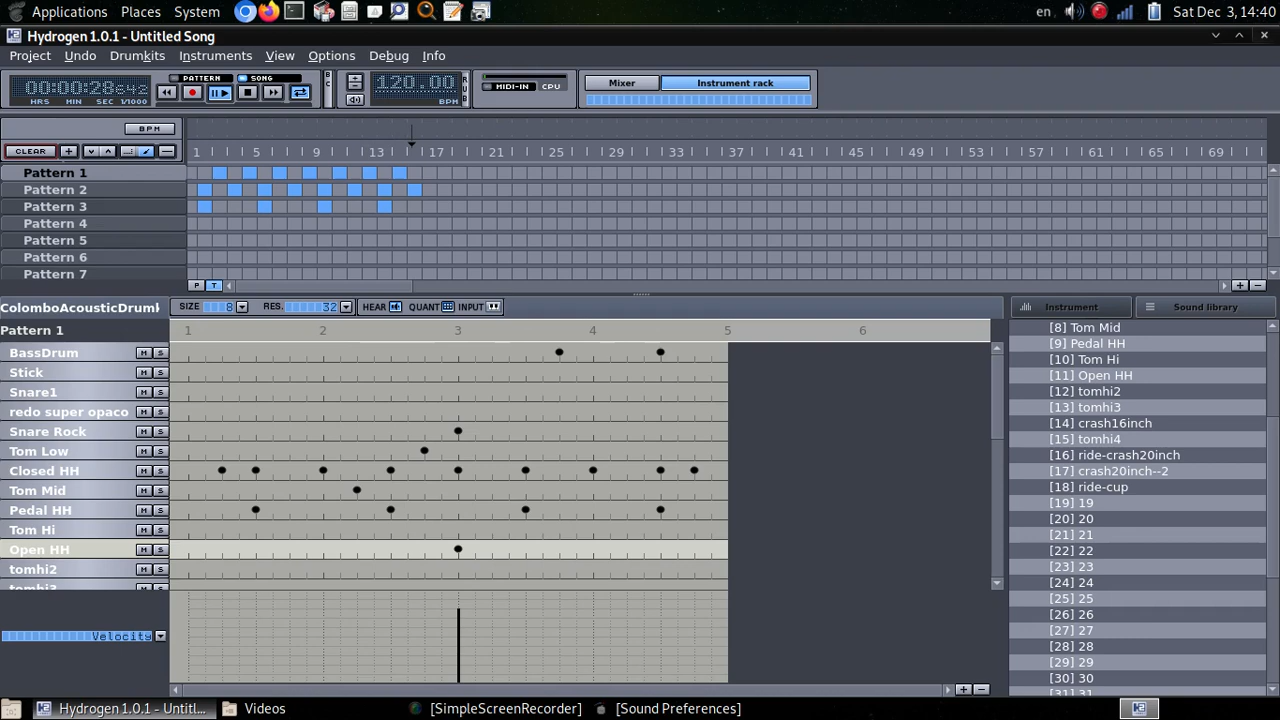 Applications Places System en Sat Dec 3, 14:40
Hydrogen 1.0.1 - Untitled Song
Project Undo Drumkits Instruments View Options Debug Info
00:00:28 642 PATTERN SONG BC 120.00 RUB MIDI-IN CPU Mixer Instrument rack
HRS MIN SEC 1/1000 BPM
BPM
CLEAR 1 5 9 13 17 21 25 29 33 37 41 45 49 53 57 61 65 69
Pattern 1
Pattern 2
Pattern 3
Pattern 4
Pattern 5
Pattern 6
Pattern 7
P T
ColomboAcousticDrumk SIZE 8 RES. 32 HEAR QUANT INPUT Instrument Sound library
Pattern 1 1 2 3 4 5 6
BassDrum M S
Stick M S
Snare1 M S
redo super opaco M S
Snare Rock M S
Tom Low M S
Closed HH M S
Tom Mid M S
Pedal HH M S
Tom Hi M S
Open HH M S
tomhi2 M S
tomhi3 M S
Velocity
[8] Tom Mid
[9] Pedal HH
[10] Tom Hi
[11] Open HH
[12] tomhi2
[13] tomhi3
[14] crash16inch
[15] tomhi4
[16] ride-crash20inch
[17] crash20inch--2
[18] ride-cup
[19] 19
[20] 20
[21] 21
[22] 22
[23] 23
[24] 24
[25] 25
[26] 26
[27] 27
[28] 28
[29] 29
[30] 30
[31] 31
Hydrogen 1.0.1 - Untitl... Videos [SimpleScreenRecorder] [Sound Preferences]